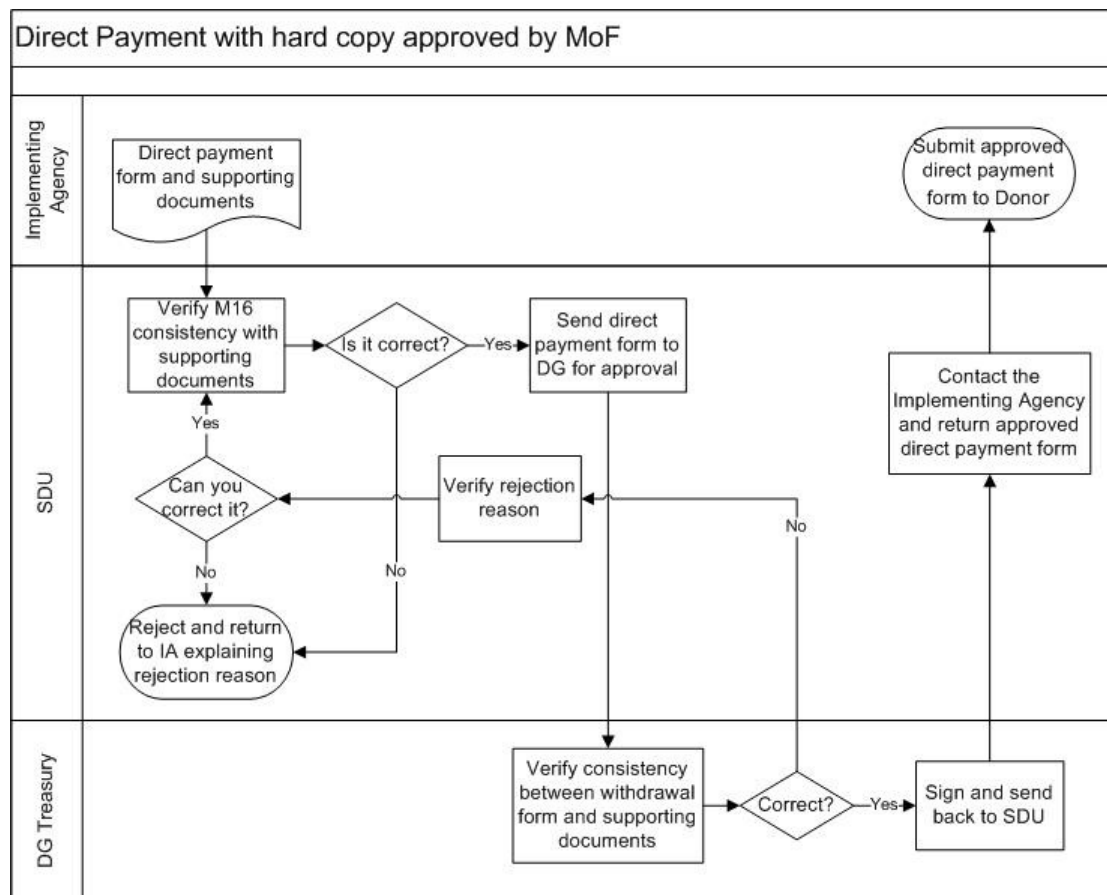 Direct Payment with hard copy approved by MoF
Implementing
Agency
Direct payment
form and supporting
documents
Submit approved
direct payment
form to Donor
SDU
Verify M16
consistency with
supporting
documents
Is it correct?
Yes
Send direct
payment form to
DG for approval
Contact the
Implementing Agency
and return approved
direct payment form
Yes
Can you
correct it?
Verify rejection
reason
No
No
No
Reject and return
to IA explaining
rejection reason
DG Treasury
Verify consistency
between withdrawal
form and supporting
documents
Correct?
Yes
Sign and send
back to SDU